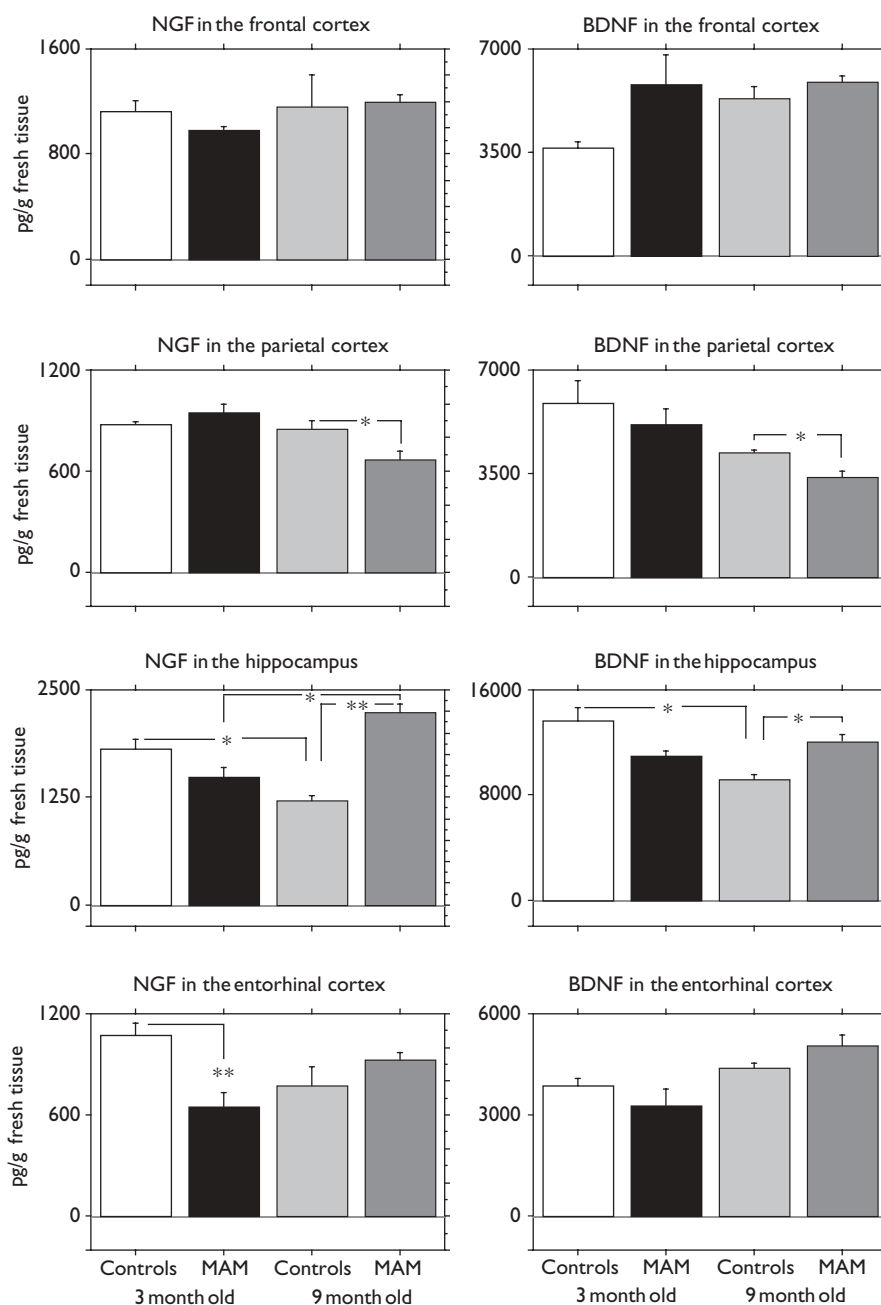 NGF in the frontal cortex
BDNF in the frontal cortex
pg/g fresh tissue
1600
800
0
7000
3500
0
NGF in the parietal cortex
BDNF in the parietal cortex
pg/g fresh tissue
1200
600
0
*
7000
3500
0
*
NGF in the hippocampus
BDNF in the hippocampus
pg/g fresh tissue
2500
1250
0
*
**
*
16000
8000
0
*
*
NGF in the entorhinal cortex
BDNF in the entorhinal cortex
pg/g fresh tissue
1200
600
0
**
6000
3000
0
Controls MAM Controls MAM
3 month old 9 month old
Controls MAM Controls MAM
3 month old 9 month old